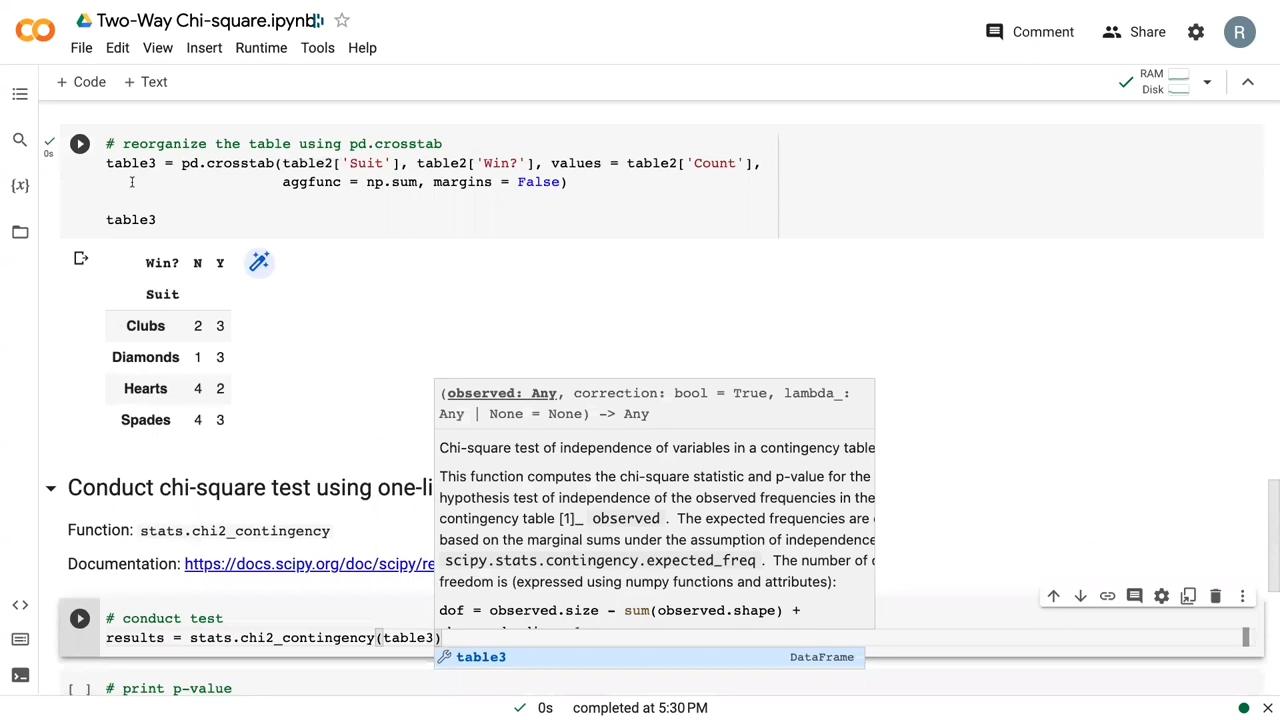 Two-Way Chi-square.ipynb
File Edit View Insert Runtime Tools Help
Comment
Share
R
+ Code + Text
RAM
Disk
0s
# reorganize the table using pd.crosstab
table3 = pd.crosstab(table2['Suit'], table2['Win?'], values = table2['Count'],
aggfunc = np.sum, margins = False)
table3
{x}
Win? N Y
Suit
Clubs 2 3
Diamonds 1 3
Hearts 4 2
Spades 4 3
(observed: Any, correction: bool = True, lambda_:
Any | None = None) -> Any
Chi-square test of independence of variables in a contingency table
This function computes the chi-square statistic and p-value for the
hypothesis test of independence of the observed frequencies in the
contingency table [1]_ observed . The expected frequencies are
based on the marginal sums under the assumption of independence
scipy.stats.contingency.expected_freq . The number of
freedom is (expressed using numpy functions and attributes):
dof = observed.size - sum(observed.shape) +
Conduct chi-square test using one-li
Function: stats.chi2_contingency
Documentation: https://docs.scipy.org/doc/scipy/re
# conduct test
results = stats.chi2_contingency(table3)
table3 DataFrame
[ ] # print p-value
0s completed at 5:30 PM